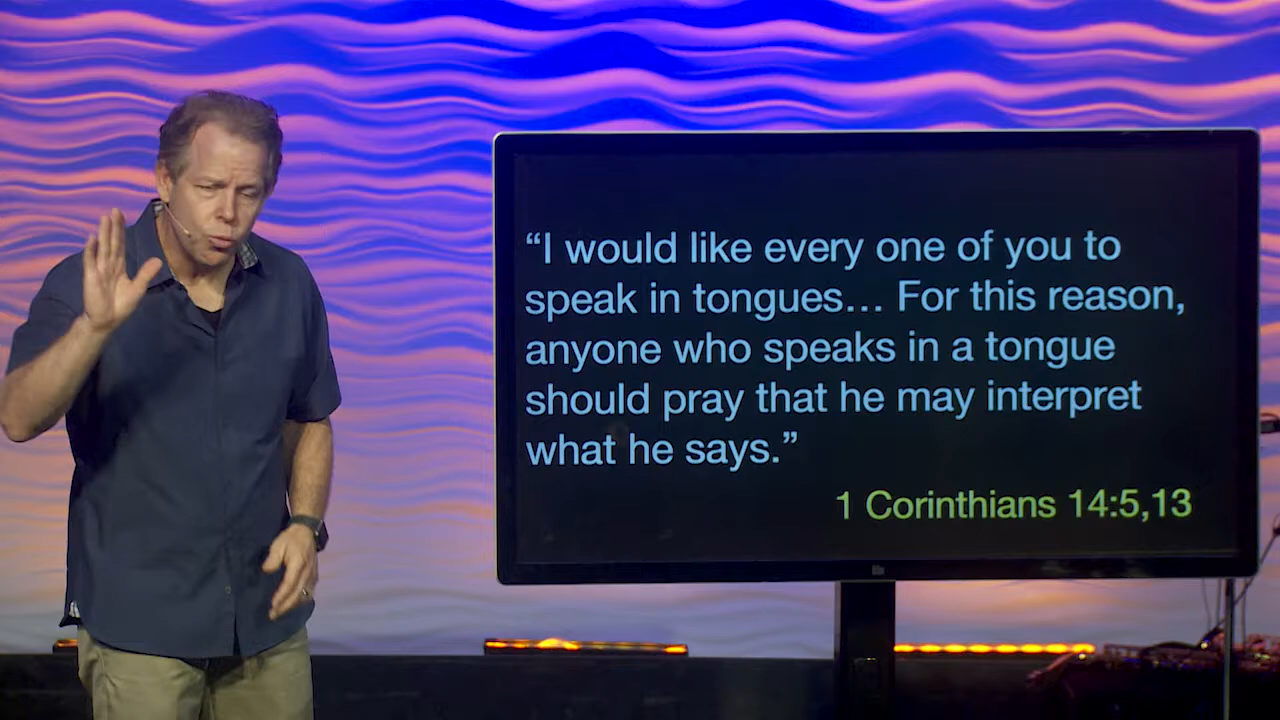 “I would like every one of you to
speak in tongues… For this reason,
anyone who speaks in a tongue
should pray that he may interpret
what he says.”
1 Corinthians 14:5,13